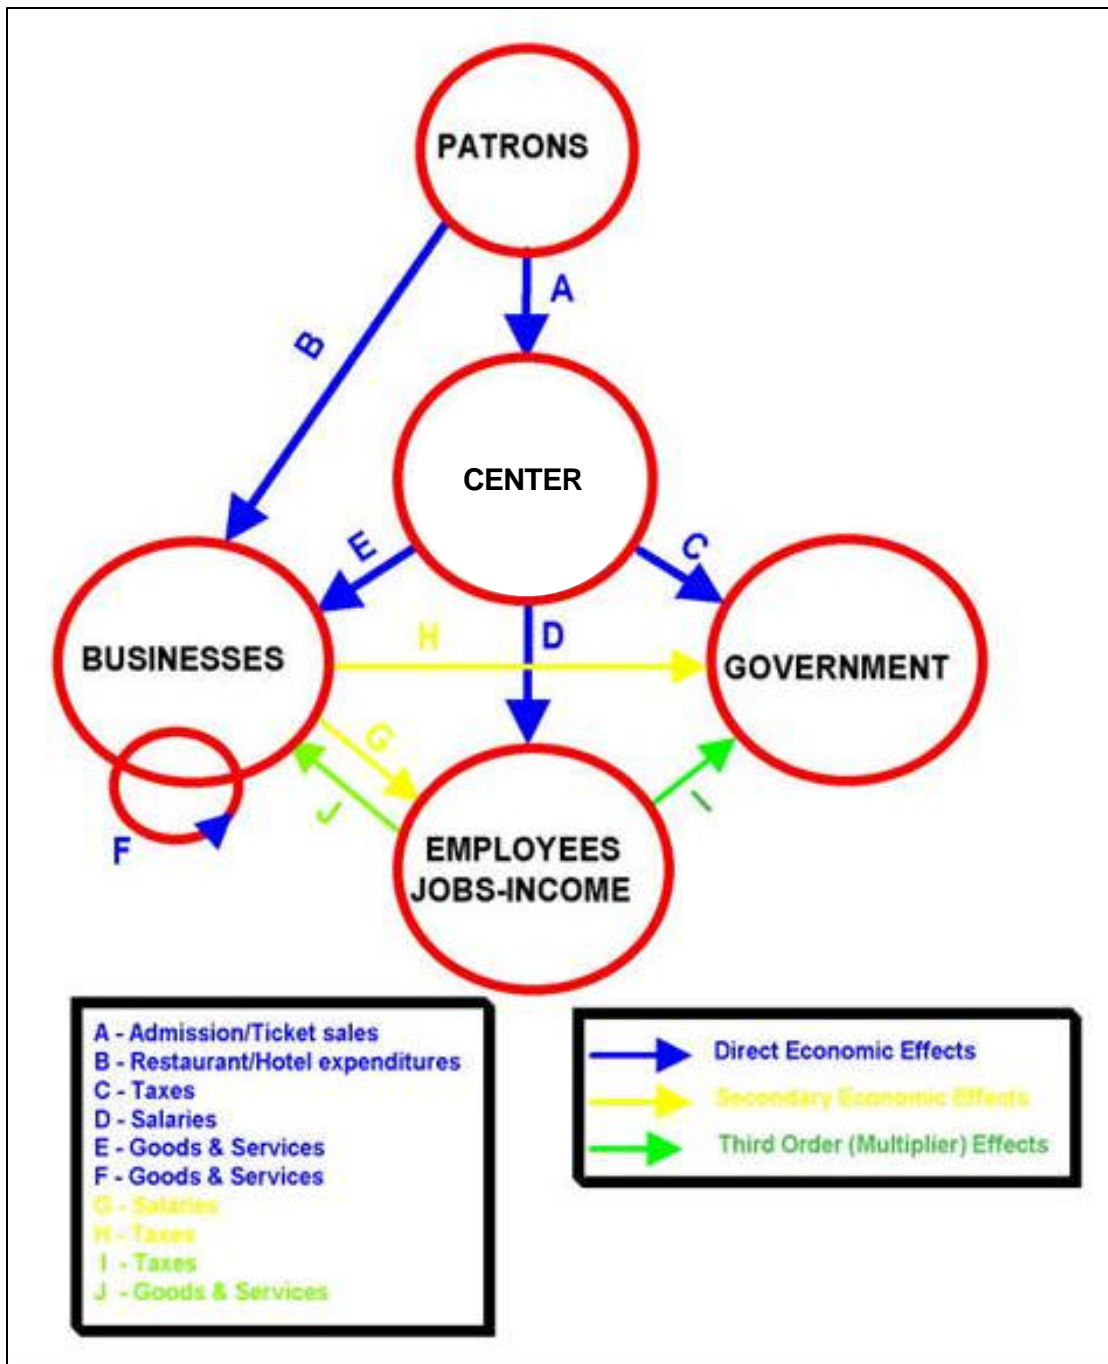 PATRONS
A
B
CENTER
E
C
H
D
BUSINESSES
GOVERNMENT
G
J
I
F
EMPLOYEES
JOBS-INCOME
A - Admission/Ticket sales
B - Restaurant/Hotel expenditures
C - Taxes
D - Salaries
E - Goods & Services
F - Goods & Services
G - Salaries
H - Taxes
I - Taxes
J - Goods & Services
Direct Economic Effects
Secondary Economic Effects
Third Order (Multiplier) Effects